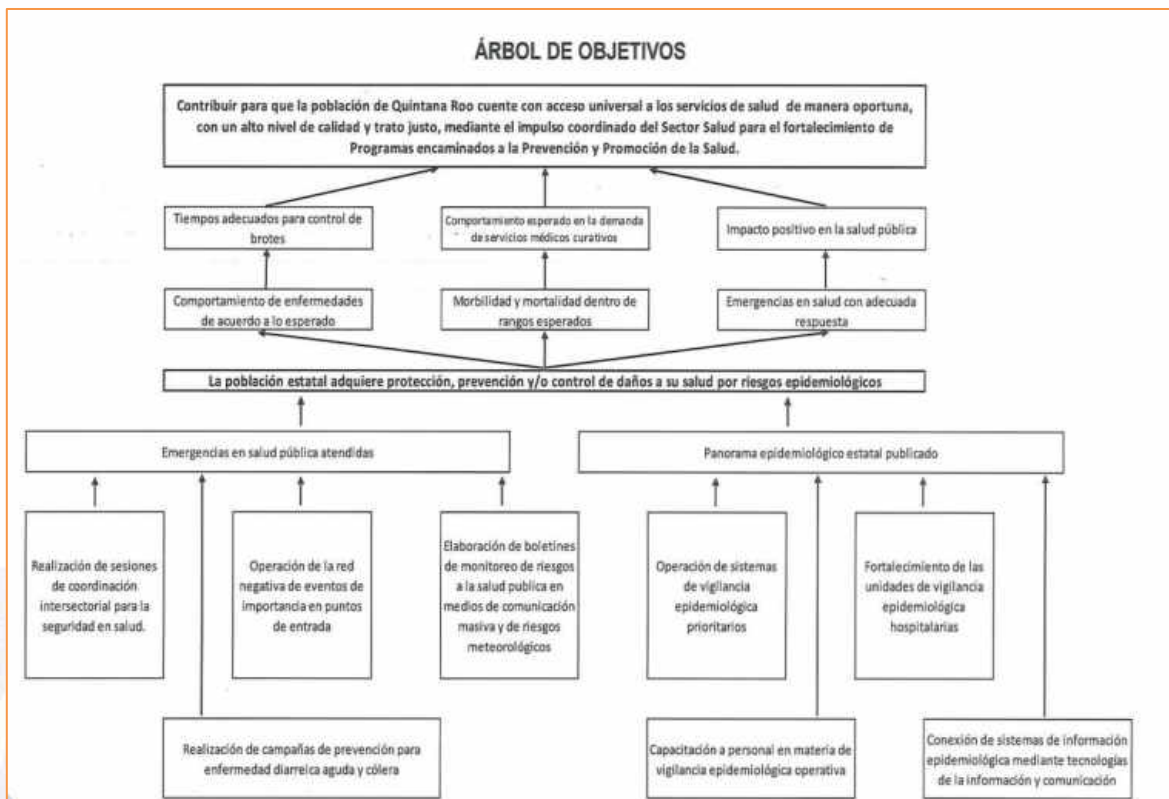 ÁRBOL DE OBJETIVOS
Contribuir para que la población de Quintana Roo cuente con acceso universal a los servicios de salud de manera oportuna,
con un alto nivel de calidad y trato justo, mediante el impulso coordinado del Sector Salud para el fortalecimiento de
Programas encaminados a la Prevención y Promoción de la Salud.
Tiempos adecuados para control de
brotes
Comportamiento esperado en la demanda
de servicios médicos curativos
Impacto positivo en la salud pública
Comportamiento de enfermedades
de acuerdo a lo esperado
Morbilidad y mortalidad dentro de
rangos esperados
Emergencias en salud con adecuada
respuesta
La población estatal adquiere protección, prevención y/o control de daños a su salud por riesgos epidemiológicos
Emergencias en salud pública atendidas
Panorama epidemiológico estatal publicado
Realización de sesiones
de coordinación
intersectorial para la
seguridad en salud.
Operación de la red
negativa de eventos de
importancia en puntos
de entrada
Elaboración de boletines
de monitoreo de riesgos
a la salud publica en
medios de comunicación
masiva y de riesgos
meteorológicos
Operación de sistemas
de vigilancia
epidemiológica
prioritarios
Fortalecimiento de las
unidades de vigilancia
epidemiológica
hospitalarias
Realización de campañas de prevención para
enfermedad diarreica aguda y cólera
Capacitación a personal en materia de
vigilancia epidemiológica operativa
Conexión de sistemas de información
epidemiológica mediante tecnologías
de la información y comunicación